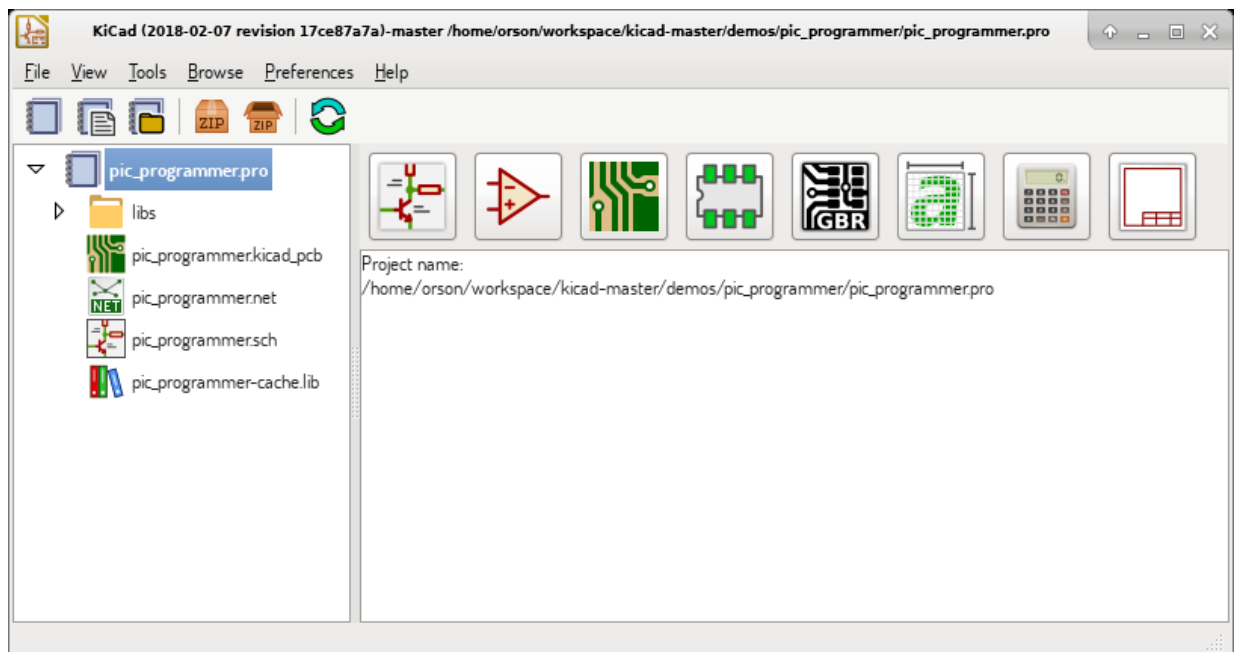 KiCad (2018-02-07 revision 17ce87a7a)-master /home/orson/workspace/kicad-master/demos/pic_programmer/pic_programmer.pro
File View Tools Browse Preferences Help
ZIP ZIP
pic_programmer.pro
libs
pic_programmer.kicad_pcb
NET pic_programmer.net
pic_programmer.sch
pic_programmer-cache.lib
GBR a 0.
Project name:
/home/orson/workspace/kicad-master/demos/pic_programmer/pic_programmer.pro